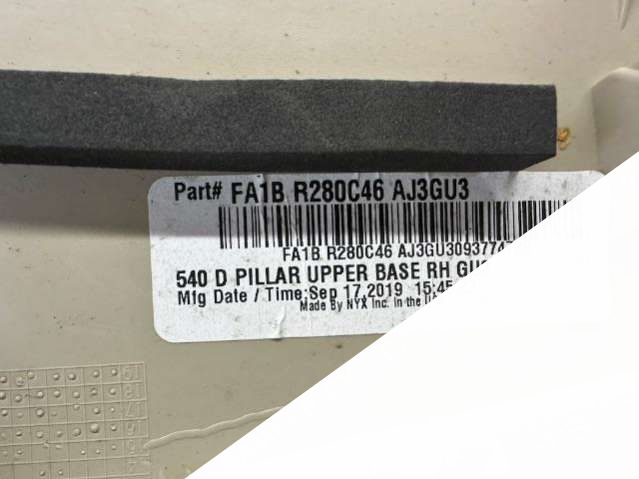 Part# FA1B R280C46 AJ3GU3
FA1B R280C46 AJ3GU309377
540 D PILLAR UPPER BASE RH
Mfg Date / Time:Sep 17,2019 15:45
Made By NYX Inc. In the